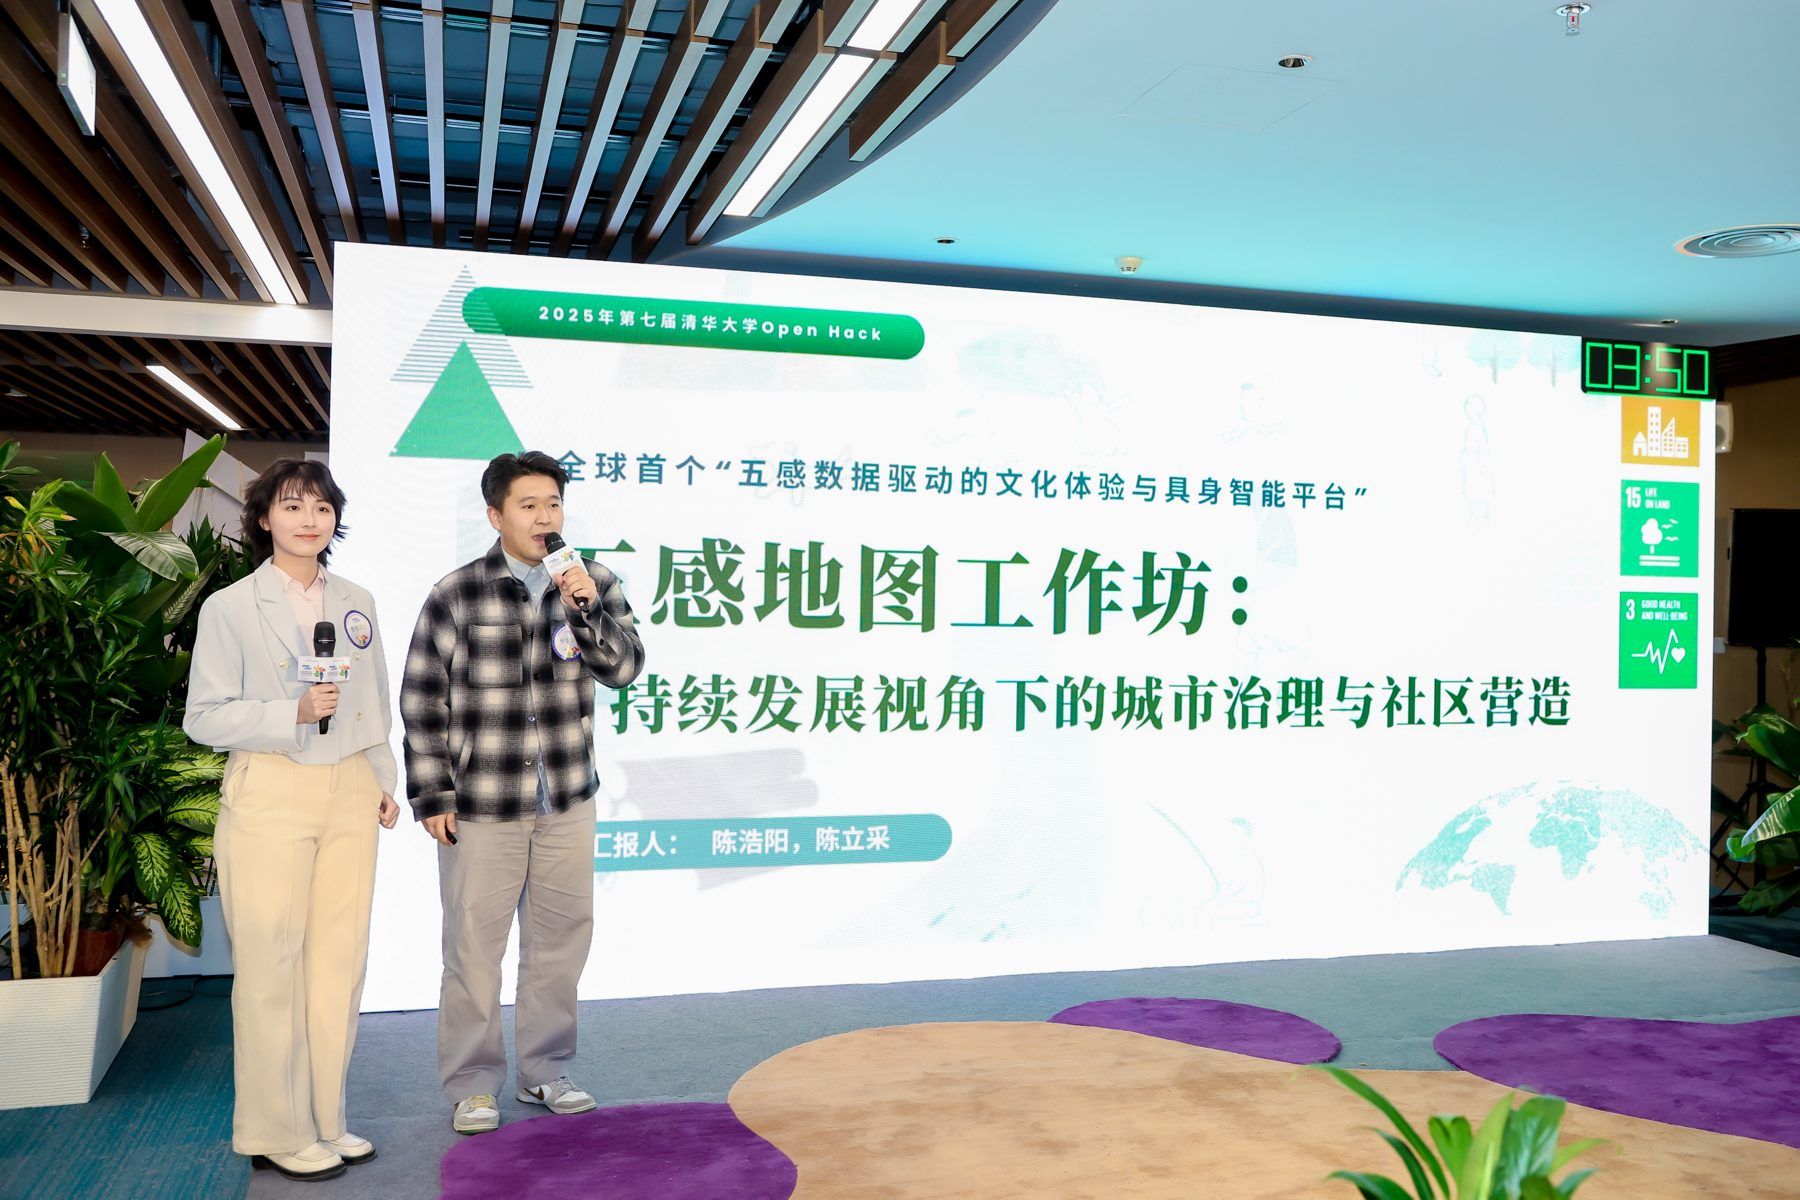 2025年第七届清华大学Open Hack
03:50
全球首个“五感数据驱动的文化体验与具身智能平台”
五感地图工作坊：
持续发展视角下的城市治理与社区营造
汇报人： 陈浩阳，陈立采
15 LIFE
ON LAND
3 GOOD HEALTH
AND WELL-BEING